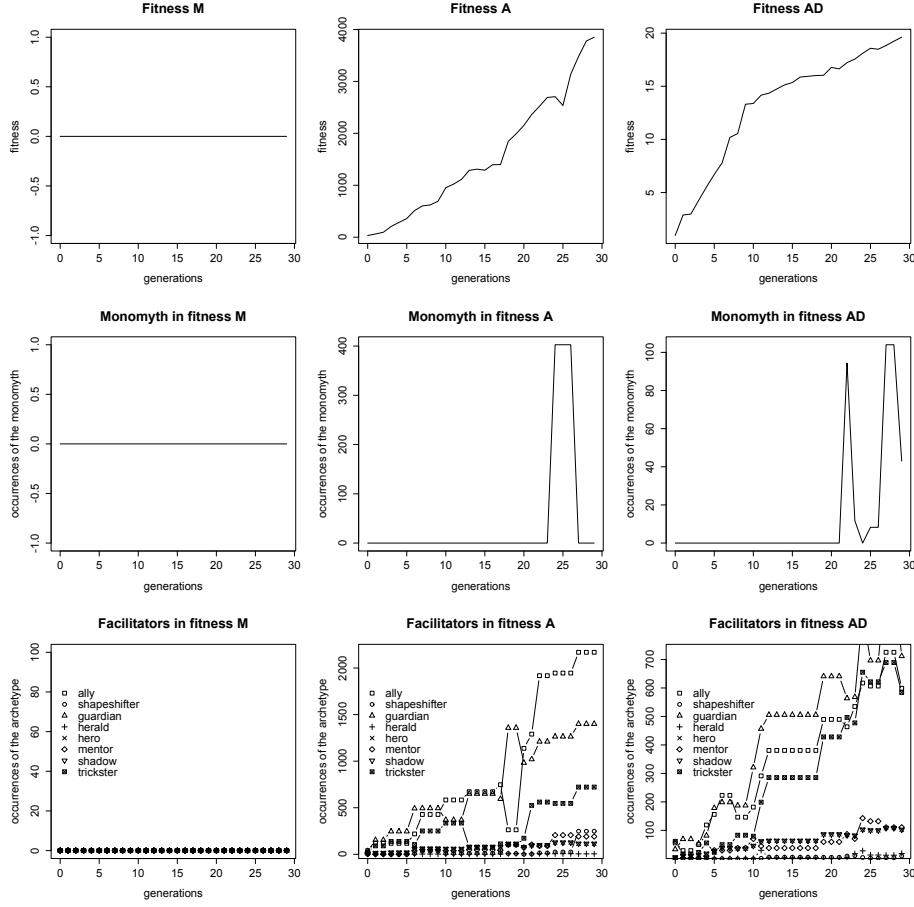 Fitness M
fitness
-1.0 -0.5 0.0 0.5 1.0
0 5 10 15 20 25 30
generations
Fitness A
fitness
0 1000 2000 3000 4000
0 5 10 15 20 25 30
generations
Fitness AD
fitness
5 10 15 20
0 5 10 15 20 25 30
generations
Monomyth in fitness M
occurrences of the monomyth
-1.0 -0.5 0.0 0.5 1.0
0 5 10 15 20 25 30
generations
Monomyth in fitness A
occurrences of the monomyth
0 100 200 300 400
0 5 10 15 20 25 30
generations
Monomyth in fitness AD
occurrences of the monomyth
0 20 40 60 80 100
0 5 10 15 20 25 30
generations
Facilitators in fitness M
occurrences of the archetype
0 20 40 60 80 100
ally
shapeshifter
guardian
herald
hero
mentor
shadow
trickster
0 5 10 15 20 25 30
generations
Facilitators in fitness A
occurrences of the archetype
0 500 1000 1500 2000
ally
shapeshifter
guardian
herald
hero
mentor
shadow
trickster
0 5 10 15 20 25 30
generations
Facilitators in fitness AD
occurrences of the archetype
100 200 300 400 500 600 700
ally
shapeshifter
guardian
herald
hero
mentor
shadow
trickster
0 5 10 15 20 25 30
generations